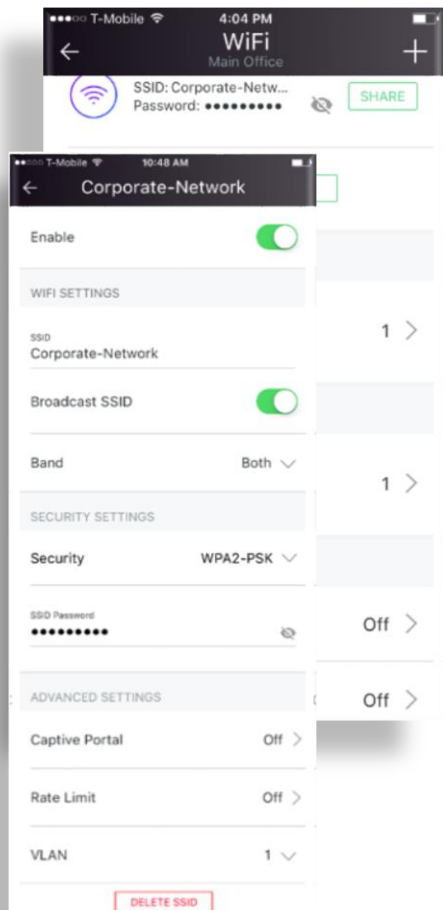 T-Mobile 4:04 PM
WiFi
Main Office
SSID: Corporate-Netw...
Password: •••••••••
SHARE
1
1
Off
Off
T-Mobile 10:48 AM
Corporate-Network
Enable
WIFI SETTINGS
SSID
Corporate-Network
Broadcast SSID
Band Both
SECURITY SETTINGS
Security WPA2-PSK
SSID Password
•••••••••
ADVANCED SETTINGS
Captive Portal Off
Rate Limit Off
VLAN 1
DELETE SSID